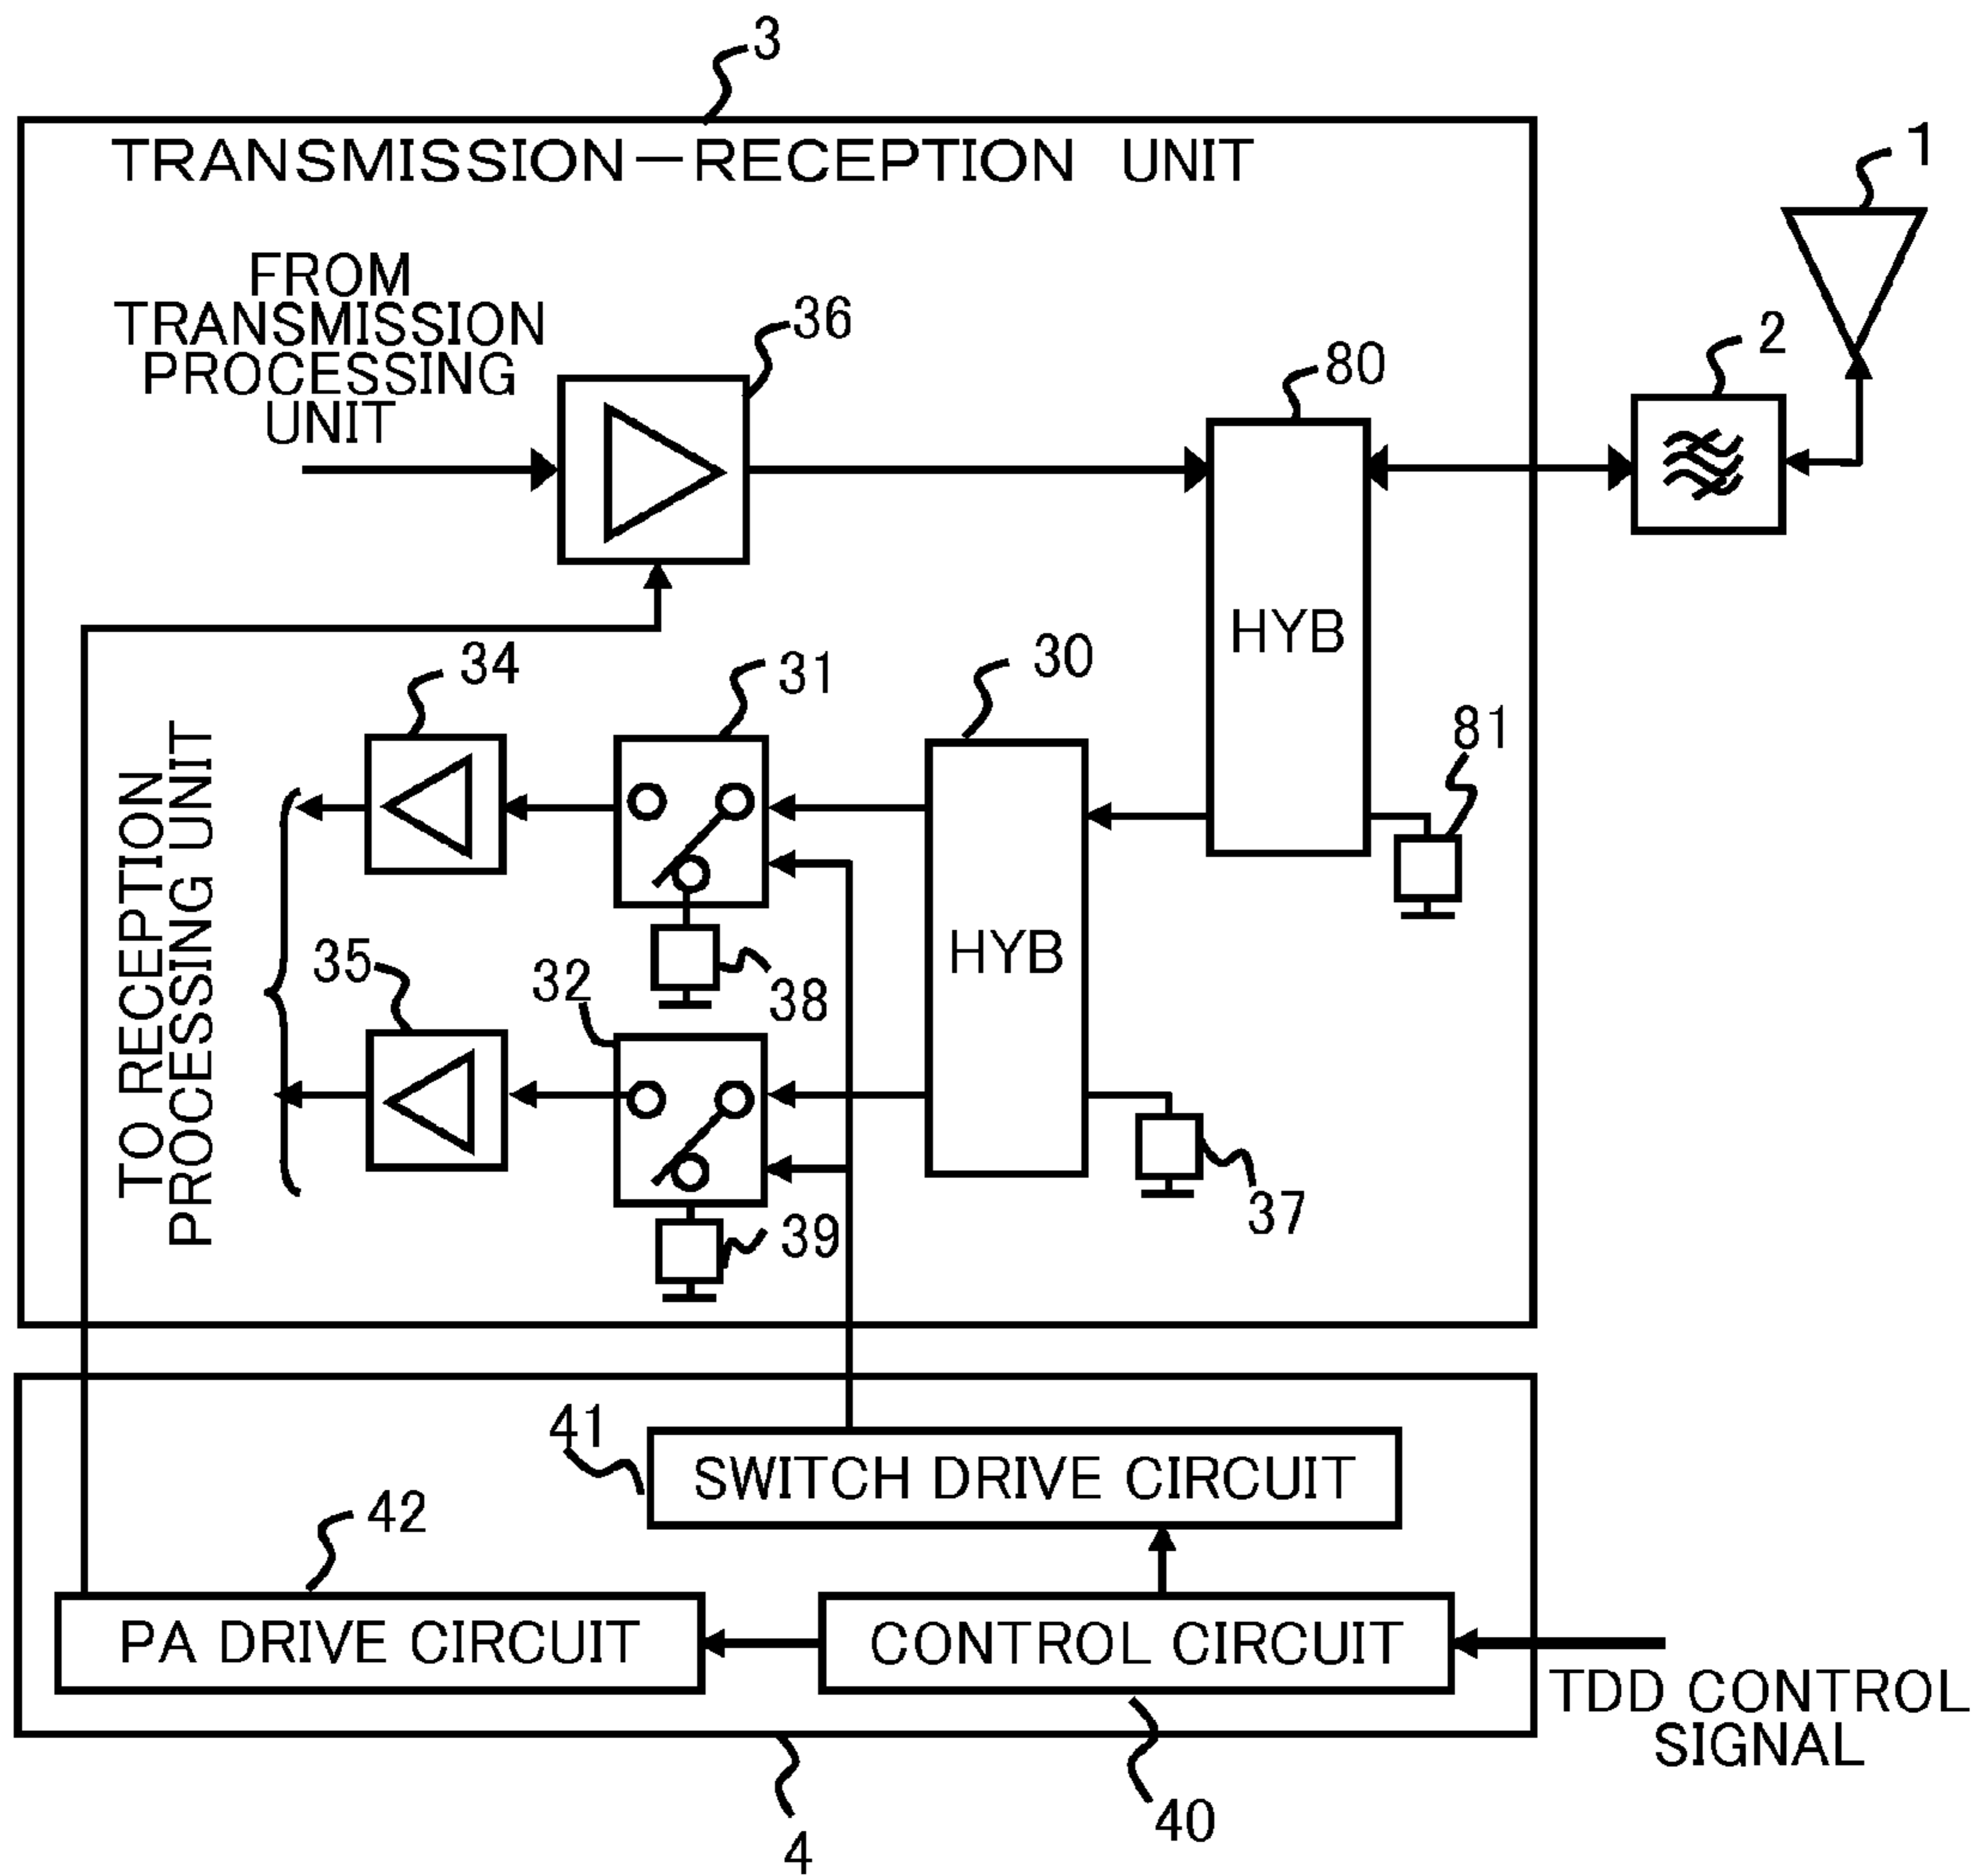 3
TRANSMISSION-RECEPTION UNIT
1
FROM
TRANSMISSION
PROCESSING
UNIT
36
2
80
HYB
34
31
30
81
TO RECEPTION
PROCESSING UNIT
HYB
35
32
38
37
39
41
SWITCH DRIVE CIRCUIT
42
PA DRIVE CIRCUIT
CONTROL CIRCUIT
TDD CONTROL
SIGNAL
40
4